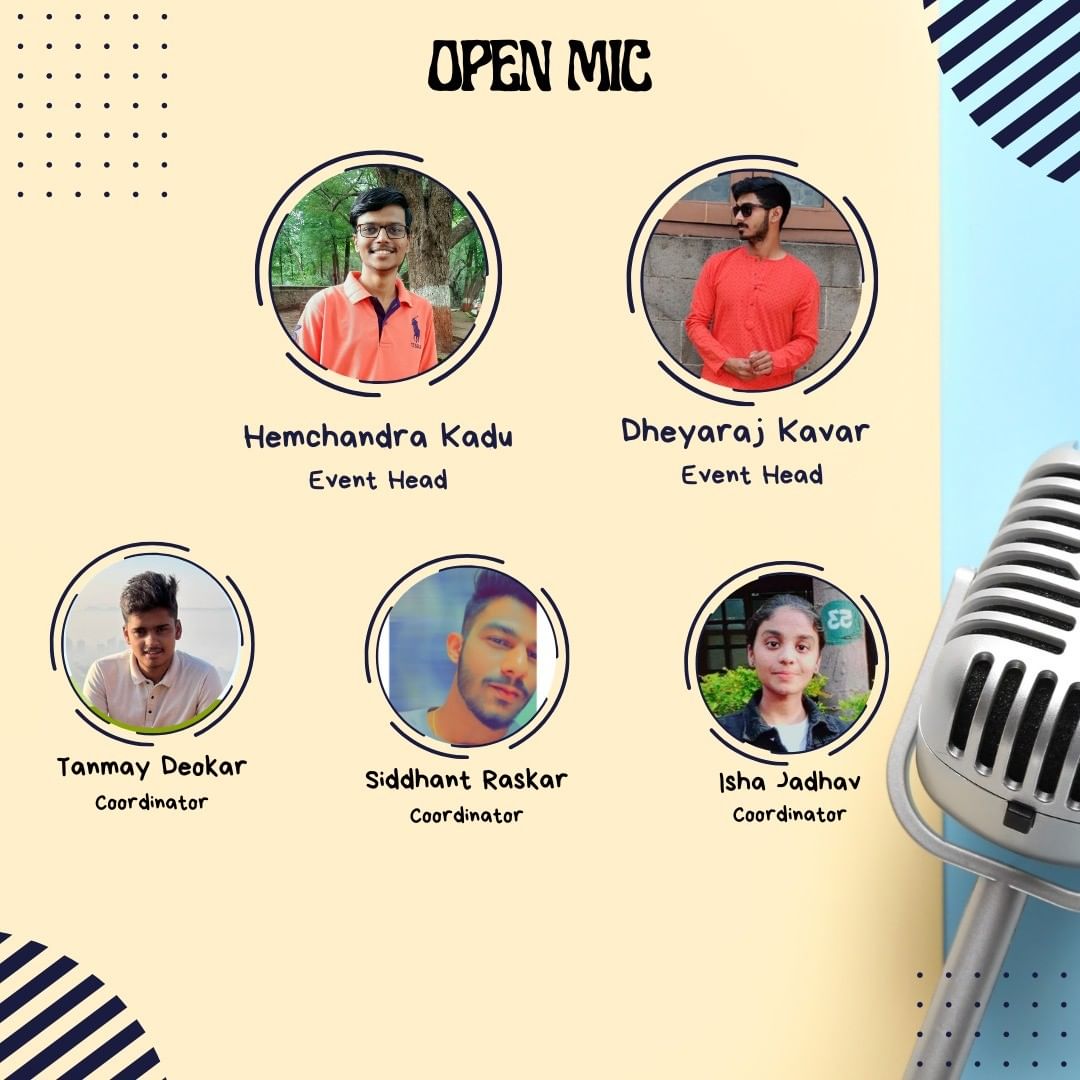 OPEN MIC
Hemchandra Kadu
Event Head
Dheyaraj Kavar
Event Head
53
Tanmay Deokar
Coordinator
Siddhant Raskar
Coordinator
Isha Jadhav
Coordinator